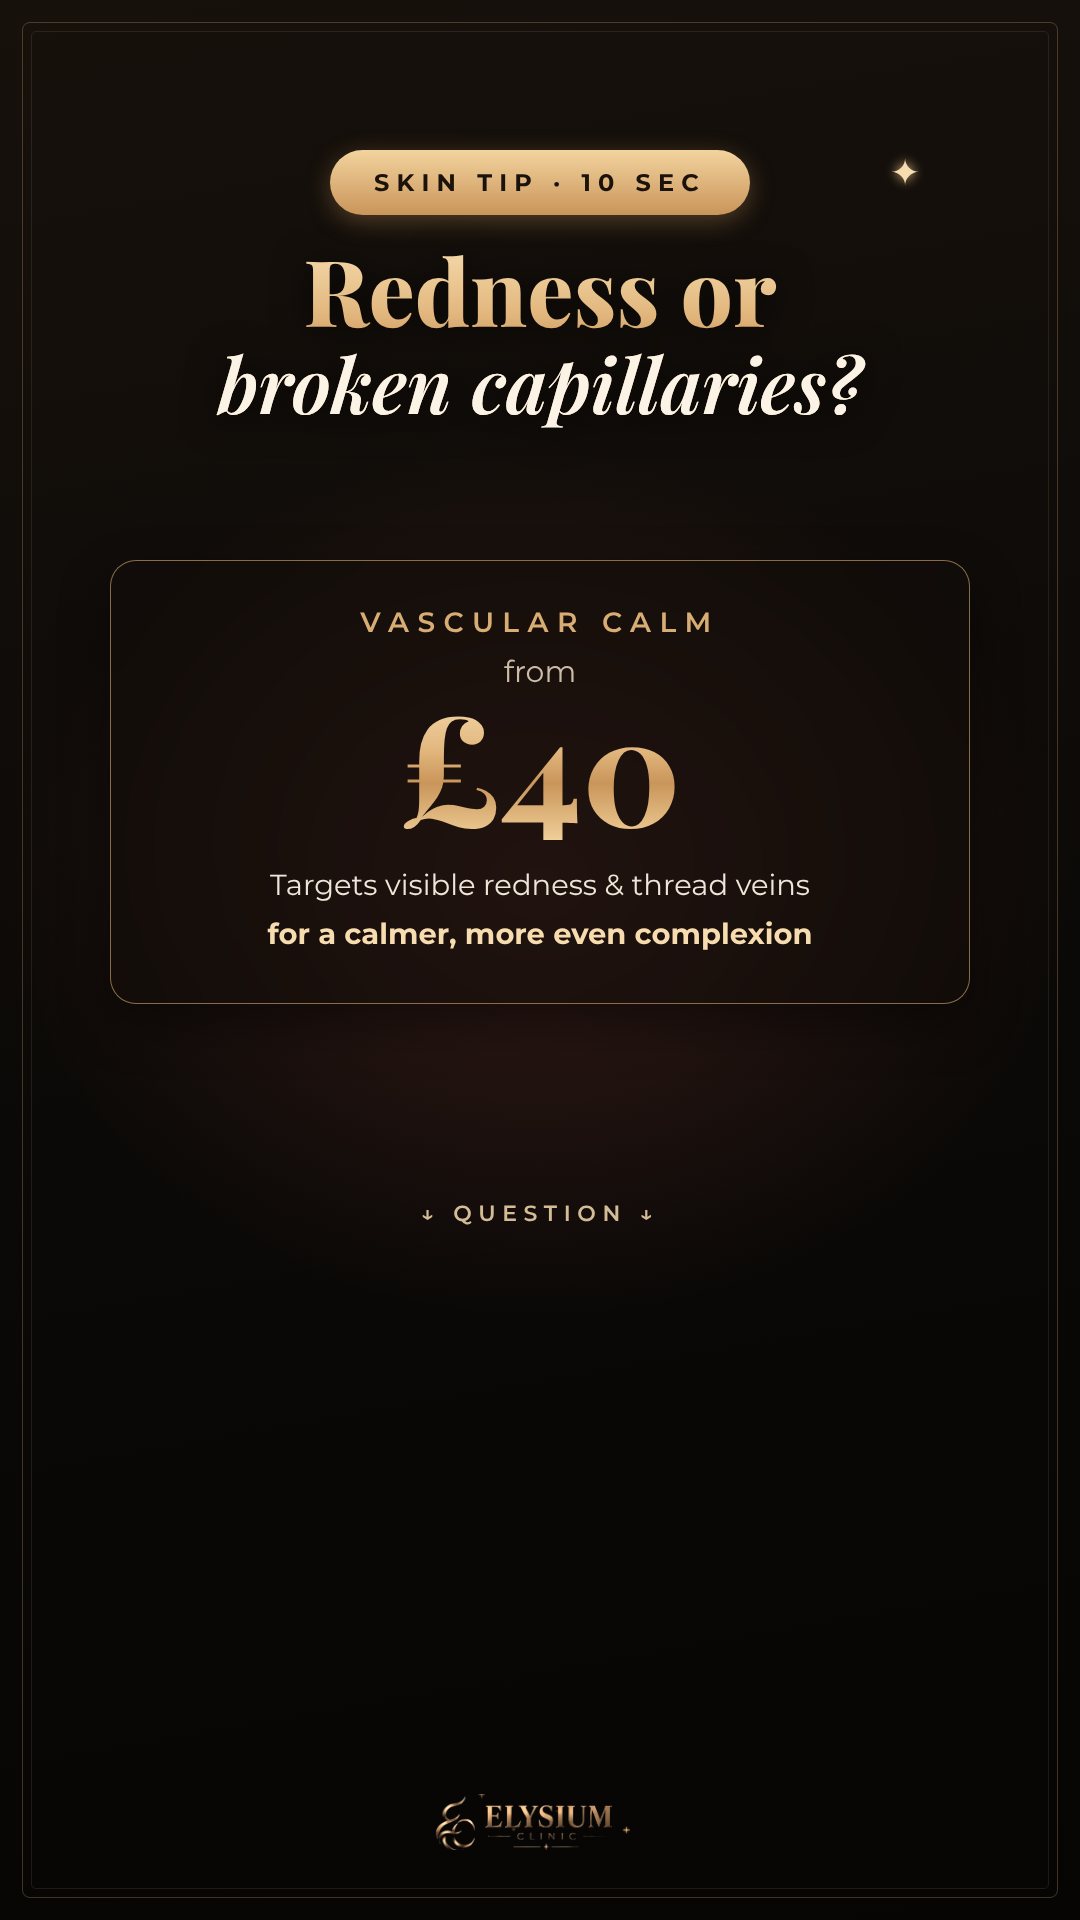 SKIN TIP · 10 SEC
Redness or
broken capillaries?
VASCULAR CALM
from
£40
Targets visible redness & thread veins
for a calmer, more even complexion
↓ QUESTION ↓
ELYSIUM
CLINIC